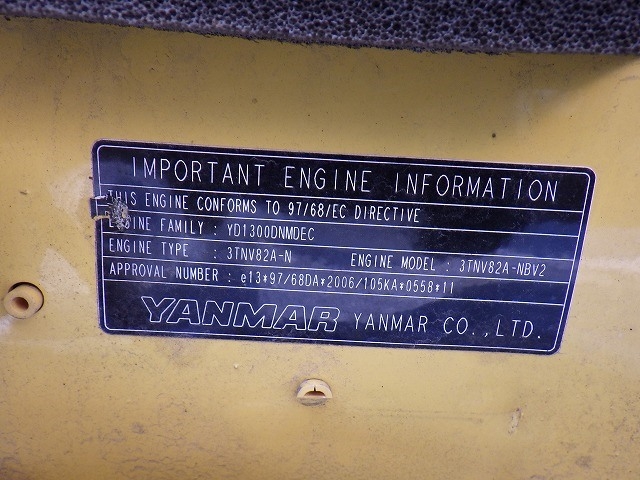 IMPORTANT ENGINE INFORMATION
THIS ENGINE CONFORMS TO 97/68/EC DIRECTIVE
ENGINE FAMILY : YD1300DNMDEC
ENGINE TYPE : 3TNV82A-N ENGINE MODEL : 3TNV82A-NBV2
APPROVAL NUMBER : e13*97/68DA*2006/105KA*0558*11
YANMAR YANMAR CO.,LTD.